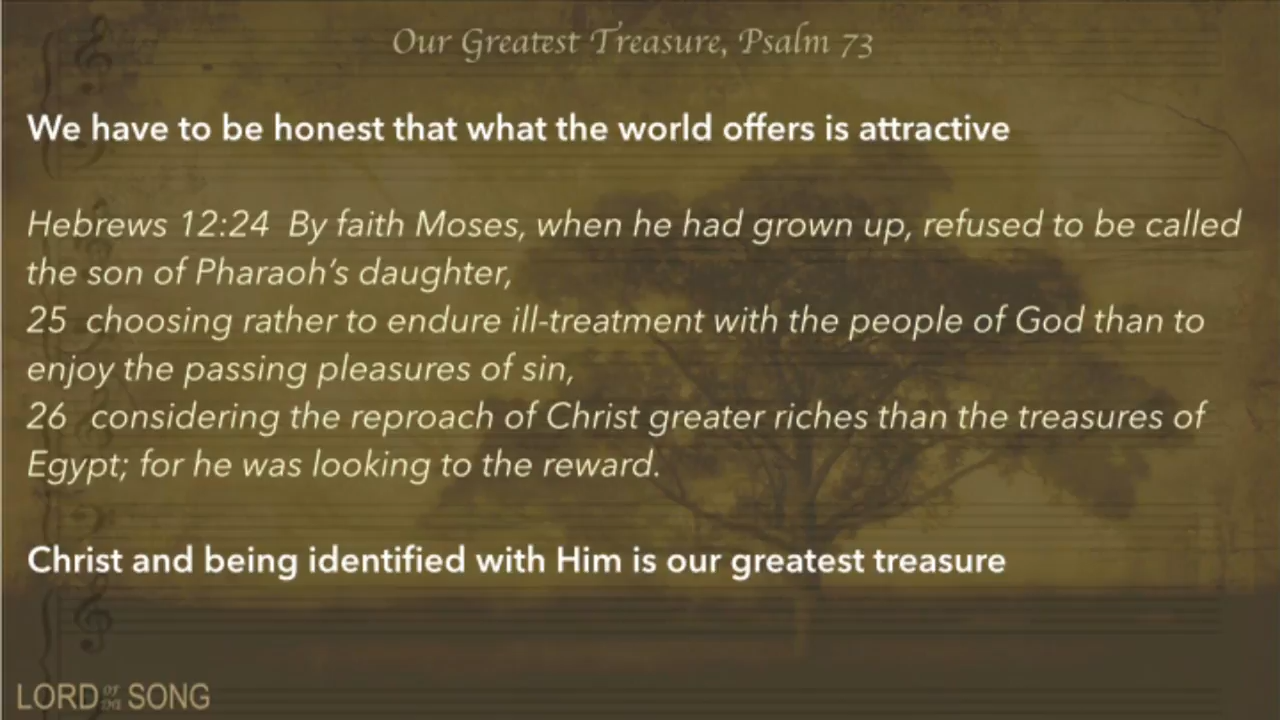 Our Greatest Treasure, Psalm 73
We have to be honest that what the world offers is attractive
Hebrews 12:24 By faith Moses, when he had grown up, refused to be called
the son of Pharaoh’s daughter,
25 choosing rather to endure ill-treatment with the people of God than to
enjoy the passing pleasures of sin,
26 considering the reproach of Christ greater riches than the treasures of
Egypt; for he was looking to the reward.
Christ and being identified with Him is our greatest treasure
LORD OF THE SONG